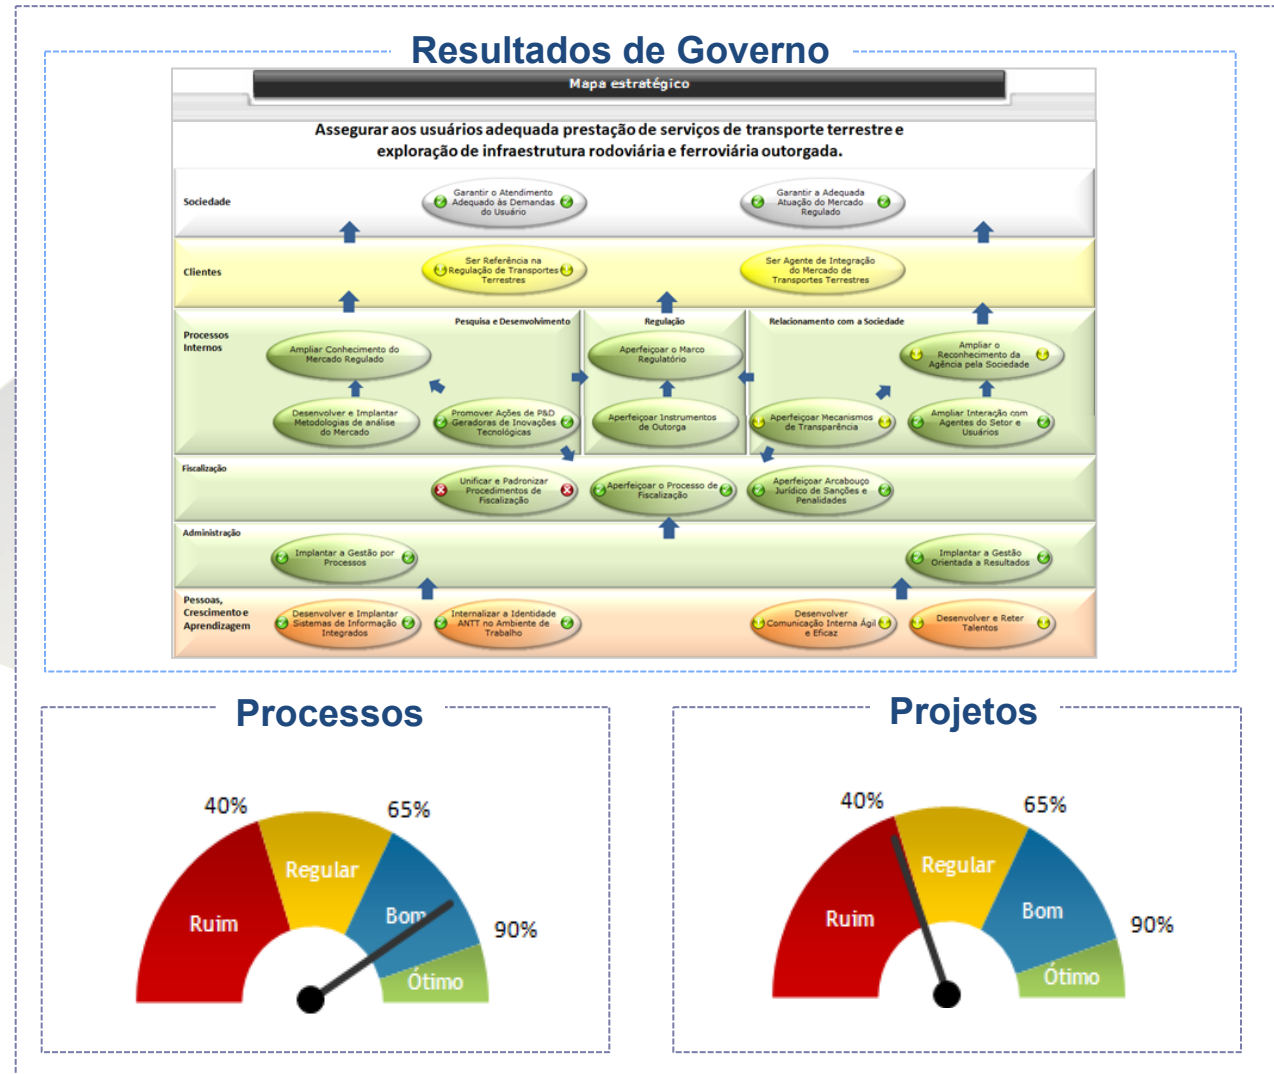 Resultados de Governo
Mapa estratégico
Assegurar aos usuários adequada prestação de serviços de transporte terrestre e
exploração de infraestrutura rodoviária e ferroviária outorgada.
Sociedade
Garantir o Atendimento
Adequado às Demandas
do Usuário
Garantir a Adequada
Atuação do Mercado
Regulado
Clientes
Ser Referência na
Regulação de Transportes
Terrestres
Ser Agente de Integração
do Mercado de
Transportes Terrestres
Processos
Internos
Pesquisa e Desenvolvimento
Regulação
Relacionamento com a Sociedade
Ampliar Conhecimento do
Mercado Regulado
Aperfeiçoar o Marco
Regulatório
Ampliar o
Reconhecimento da
Agência pela Sociedade
Desenvolver e Implantar
Metodologias de análise
do Mercado
Promover Ações de P&D
Geradoras de Inovações
Tecnológicas
Aperfeiçoar Instrumentos
de Outorga
Aperfeiçoar Mecanismos
de Transparência
Ampliar Interação com
Agentes do Setor e
Usuários
Fiscalização
Unificar e Padronizar
Procedimentos de
Fiscalização
Aperfeiçoar o Processo de
Fiscalização
Aperfeiçoar Arcabouço
Jurídico de Sanções e
Penalidades
Administração
Implantar a Gestão por
Processos
Implantar a Gestão
Orientada a Resultados
Pessoas,
Crescimento e
Aprendizagem
Desenvolver e Implantar
Sistemas de Informação
Integrados
Internalizar a Identidade
ANTT no Ambiente de
Trabalho
Desenvolver
Comunicação Interna Ágil
e Eficaz
Desenvolver e Reter
Talentos
Processos
40%
65%
90%
Ruim
Regular
Bom
Ótimo
Projetos
40%
65%
90%
Ruim
Regular
Bom
Ótimo